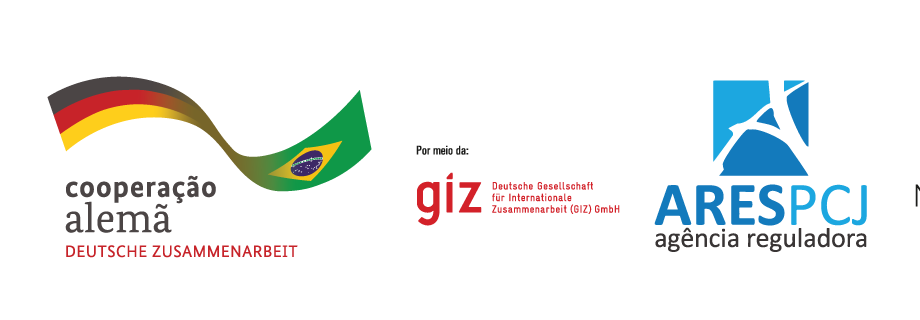 cooperação
alemã
DEUTSCHE ZUSAMMENARBEIT
Por meio da:
giz
Deutsche Gesellschaft
für Internationale
Zusammenarbeit (GIZ) GmbH
ARESPCJ
agência reguladora